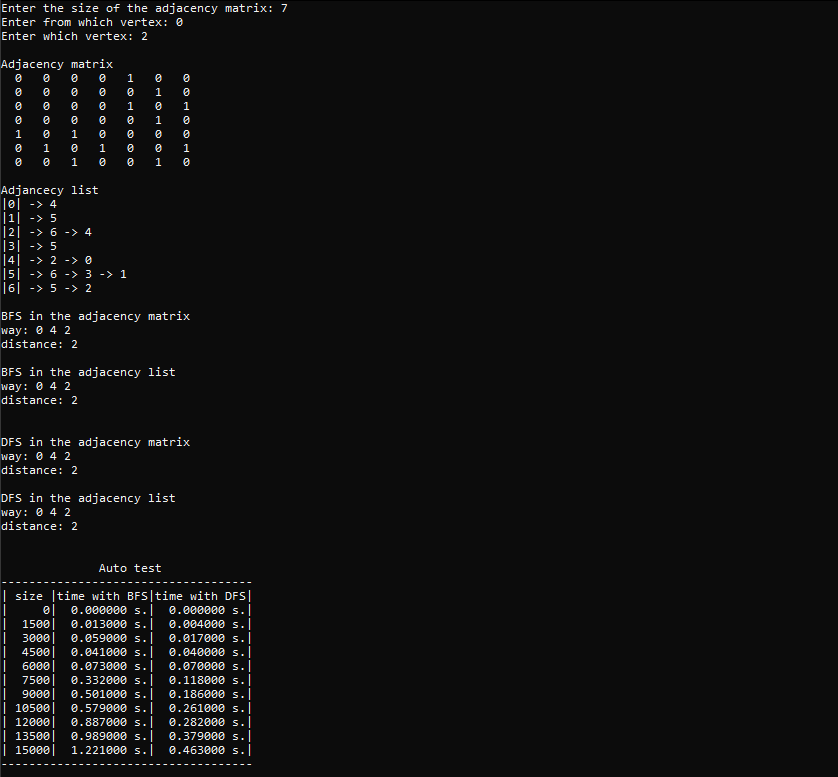 Enter the size of the adjacency matrix: 7
Enter from which vertex: 0
Enter which vertex: 2
Adjacency matrix
0 0 0 0 1 0 0
0 0 0 0 0 1 0
0 0 0 0 1 0 1
0 0 0 0 0 1 0
1 0 1 0 0 0 0
0 1 0 1 0 0 1
0 0 1 0 0 1 0
Adjancecy list
|0| -> 4
|1| -> 5
|2| -> 6 -> 4
|3| -> 5
|4| -> 2 -> 0
|5| -> 6 -> 3 -> 1
|6| -> 5 -> 2
BFS in the adjacency matrix
way: 0 4 2
distance: 2
BFS in the adjacency list
way: 0 4 2
distance: 2
DFS in the adjacency matrix
way: 0 4 2
distance: 2
DFS in the adjacency list
way: 0 4 2
distance: 2
Auto test
------------------------------------
| size |time with BFS|time with DFS|
| 0| 0.000000 s.| 0.000000 s.|
| 1500| 0.013000 s.| 0.004000 s.|
| 3000| 0.059000 s.| 0.017000 s.|
| 4500| 0.041000 s.| 0.040000 s.|
| 6000| 0.073000 s.| 0.070000 s.|
| 7500| 0.332000 s.| 0.118000 s.|
| 9000| 0.501000 s.| 0.186000 s.|
| 10500| 0.579000 s.| 0.261000 s.|
| 12000| 0.887000 s.| 0.282000 s.|
| 13500| 0.989000 s.| 0.379000 s.|
| 15000| 1.221000 s.| 0.463000 s.|
------------------------------------